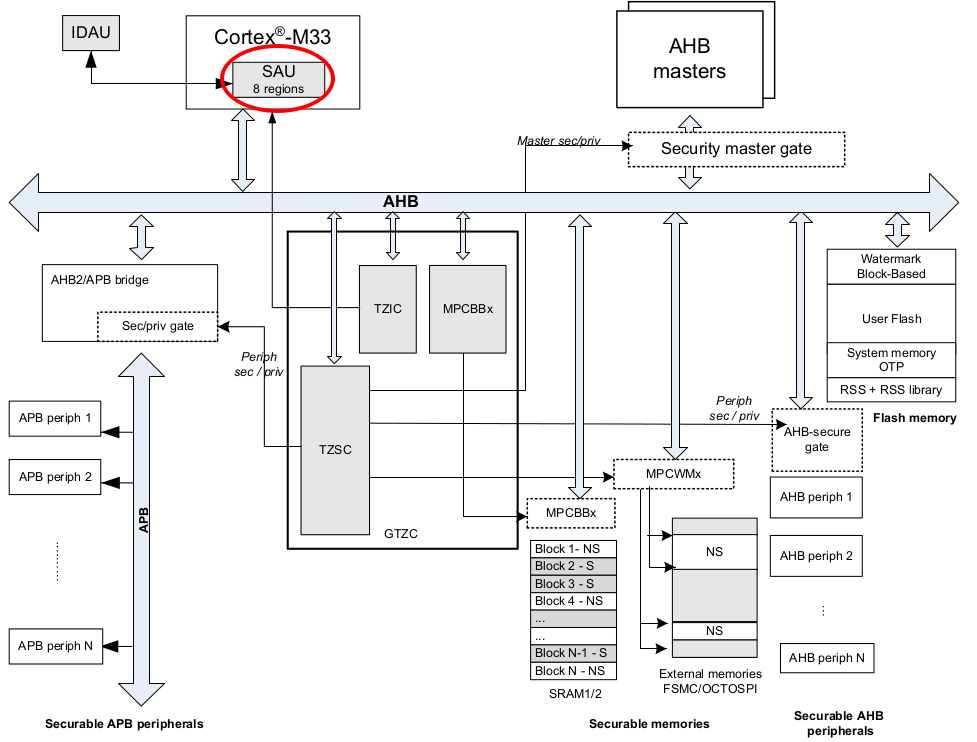 IDAU
Cortex®-M33
SAU
8 regions
AHB
masters
Master sec/priv
Security master gate
AHB
AHB2/APB bridge
Sec/priv gate
TZIC
MPCBBx
Watermark
Block-Based
User Flash
System memory
OTP
RSS + RSS library
Flash memory
Periph
sec / priv
TZSC
GTZC
Periph
sec / priv
AHB-secure
gate
MPCWMx
MPCBBx
APB periph 1
APB periph 2
APB
APB periph N
Block 1- NS
Block 2 - S
Block 3 - S
Block 4 - NS
...
...
Block N-1 - S
Block N - NS
SRAM1/2
NS
NS
External memories
FSMC/OCTOSPI
AHB periph 1
AHB periph 2
AHB periph N
Securable APB peripherals
Securable memories
Securable AHB
peripherals